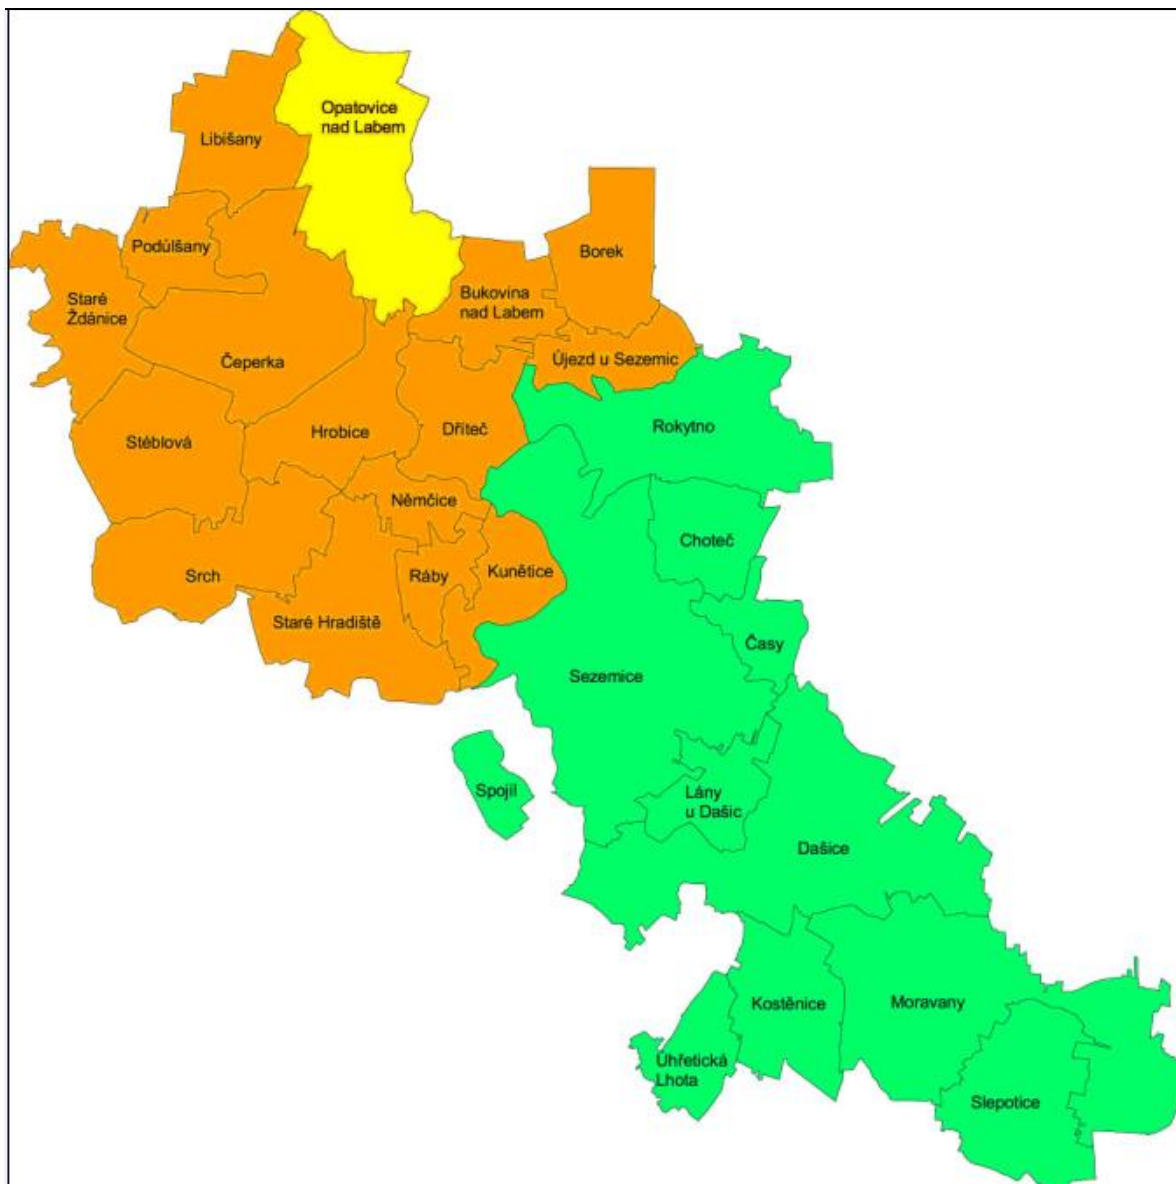 Opatovice
nad Labem
Libišany
Podůlšany
Borek
Staré
Ždánice
Bukovina
nad Labem
Čeperka
Újezd u Sezemic
Stéblová
Hrobice
Dříteč
Rokytno
Němčice
Choteč
Srch
Ráby
Kunětice
Staré Hradiště
Časy
Sezemice
Spojil
Lány
u Dašic
Dašice
Kostěnice
Moravany
Úhřetická
Lhota
Slepotice